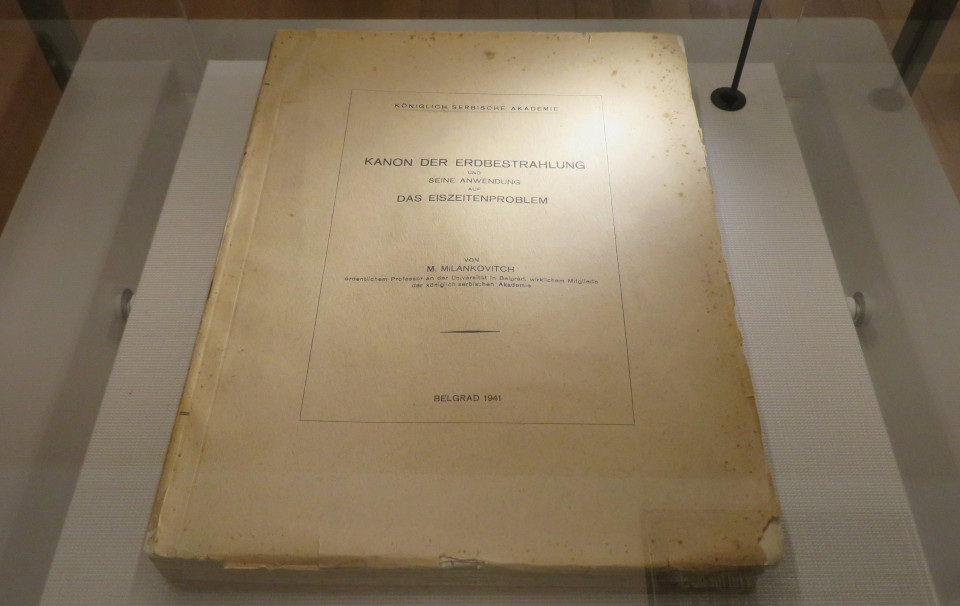 KÖNIGLICH SERBISCHE AKADEMIE
KANON DER ERDBESTRAHLUNG
UND
SEINE ANWENDUNG
AUF
DAS EISZEITENPROBLEM
VON
M. MILANKOVITCH
ordentlichem Professor an der Universität in Belgrad, wirklichem Mitgliede
der königlich serbischen Akademie
BELGRAD 1941